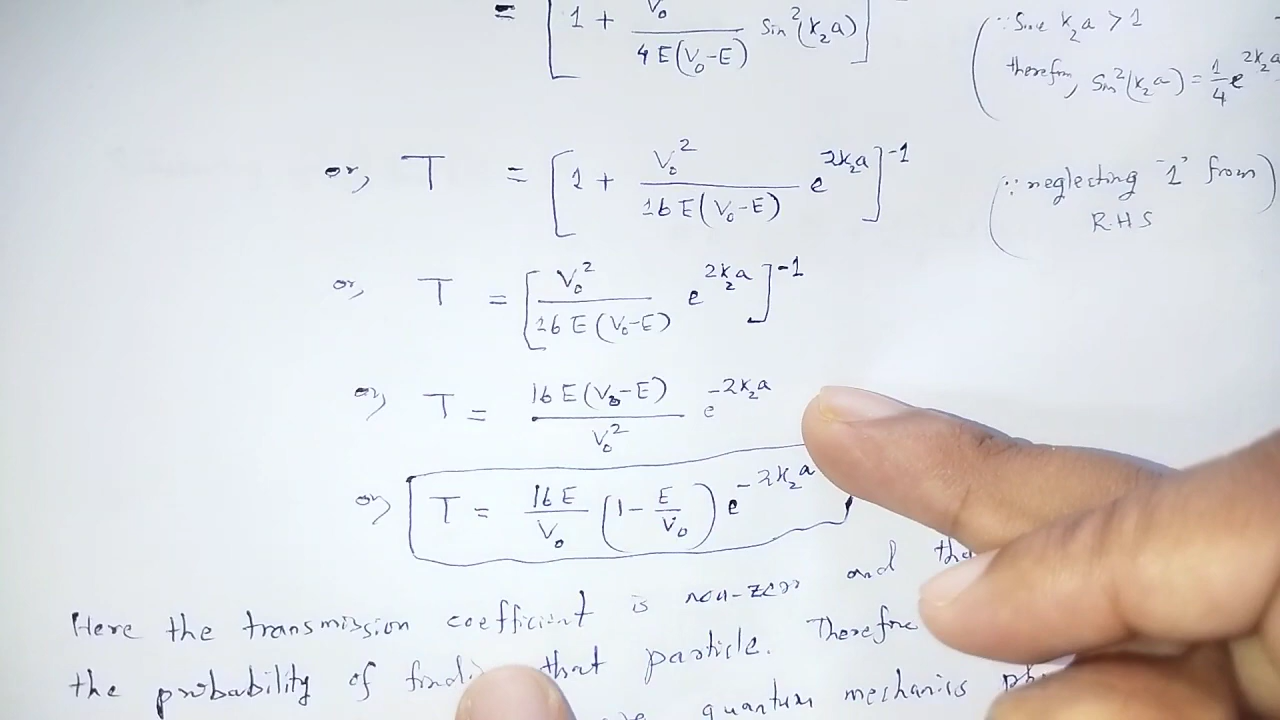 = [1 + V₀ / 4E(V₀-E) Sin²(k₂a)]
(∵ Since k₂a > 1
therefore, Sin²(k₂a) = 1/4 e^2k₂a
or, T = [1 + V₀² / 16E(V₀-E) e^2k₂a]^-1
(∵ neglecting '1' from
R.H.S)
or, T = [V₀² / 16E(V₀-E) e^2k₂a]^-1
or, T = 16E(V₀-E) / V₀² e^-2k₂a
or, T = 16E / V₀ (1 - E/V₀) e^-2k₂a
Here the transmission coefficient is non-zero and
the probability of that particle. Therefore
quantum mechanics